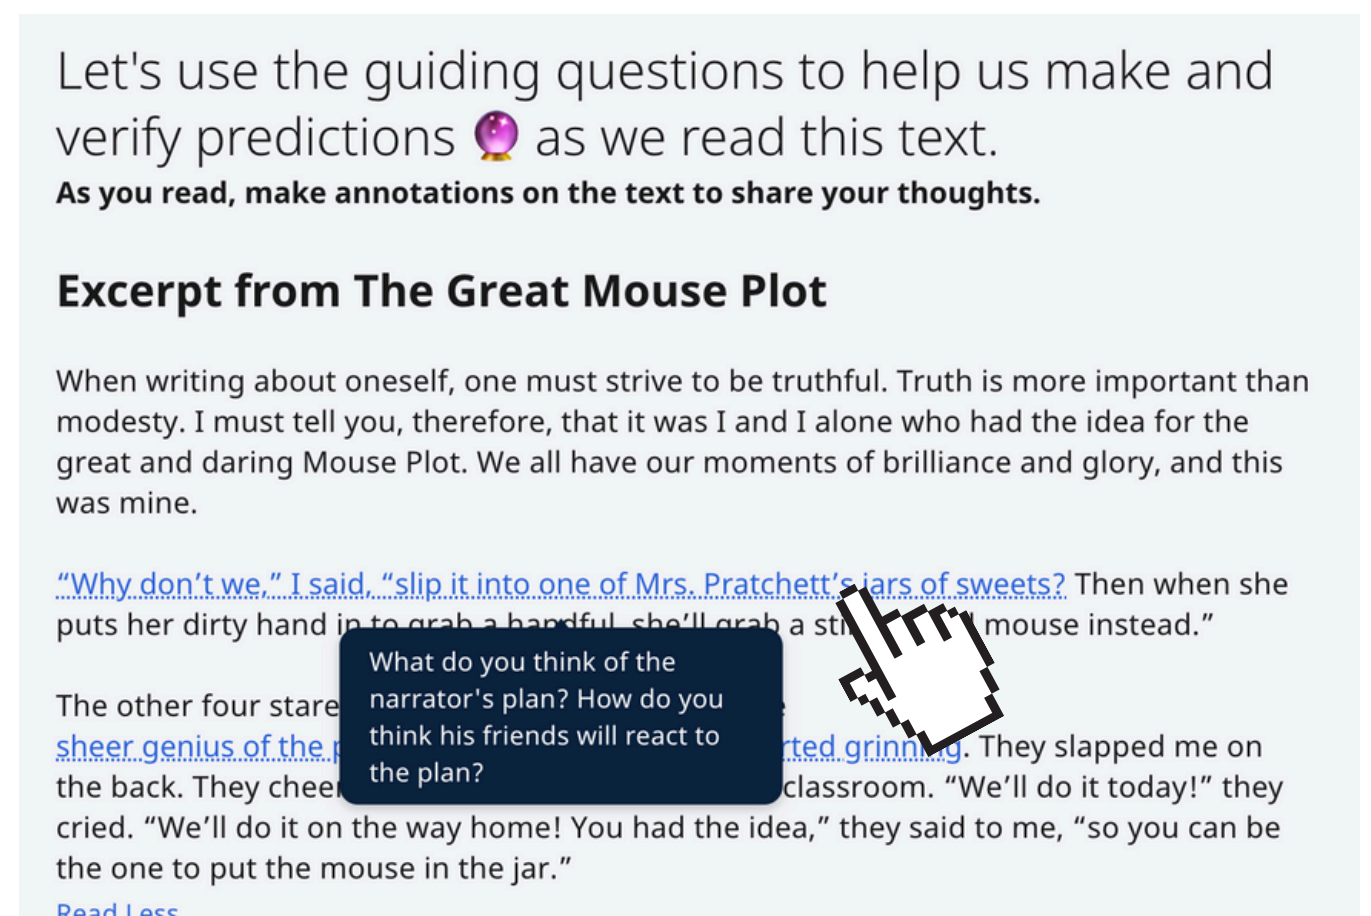 Let's use the guiding questions to help us make and
verify predictions 🔮 as we read this text.
As you read, make annotations on the text to share your thoughts.
Excerpt from The Great Mouse Plot
When writing about oneself, one must strive to be truthful. Truth is more important than
modesty. I must tell you, therefore, that it was I and I alone who had the idea for the
great and daring Mouse Plot. We all have our moments of brilliance and glory, and this
was mine.
“Why don’t we,” I said, “slip it into one of Mrs. Pratchett’s jars of sweets? Then when she
puts her dirty hand in to grab a handful, she’ll grab a mouse instead.”
What do you think of the
narrator's plan? How do you
think his friends will react to
the plan?
The other four
sheer genius of the grinning. They slapped me on
the back. They classroom. “We’ll do it today!” they
cried. “We’ll do it on the way home! You had the idea,” they said to me, “so you can be
the one to put the mouse in the jar.”
Read Less